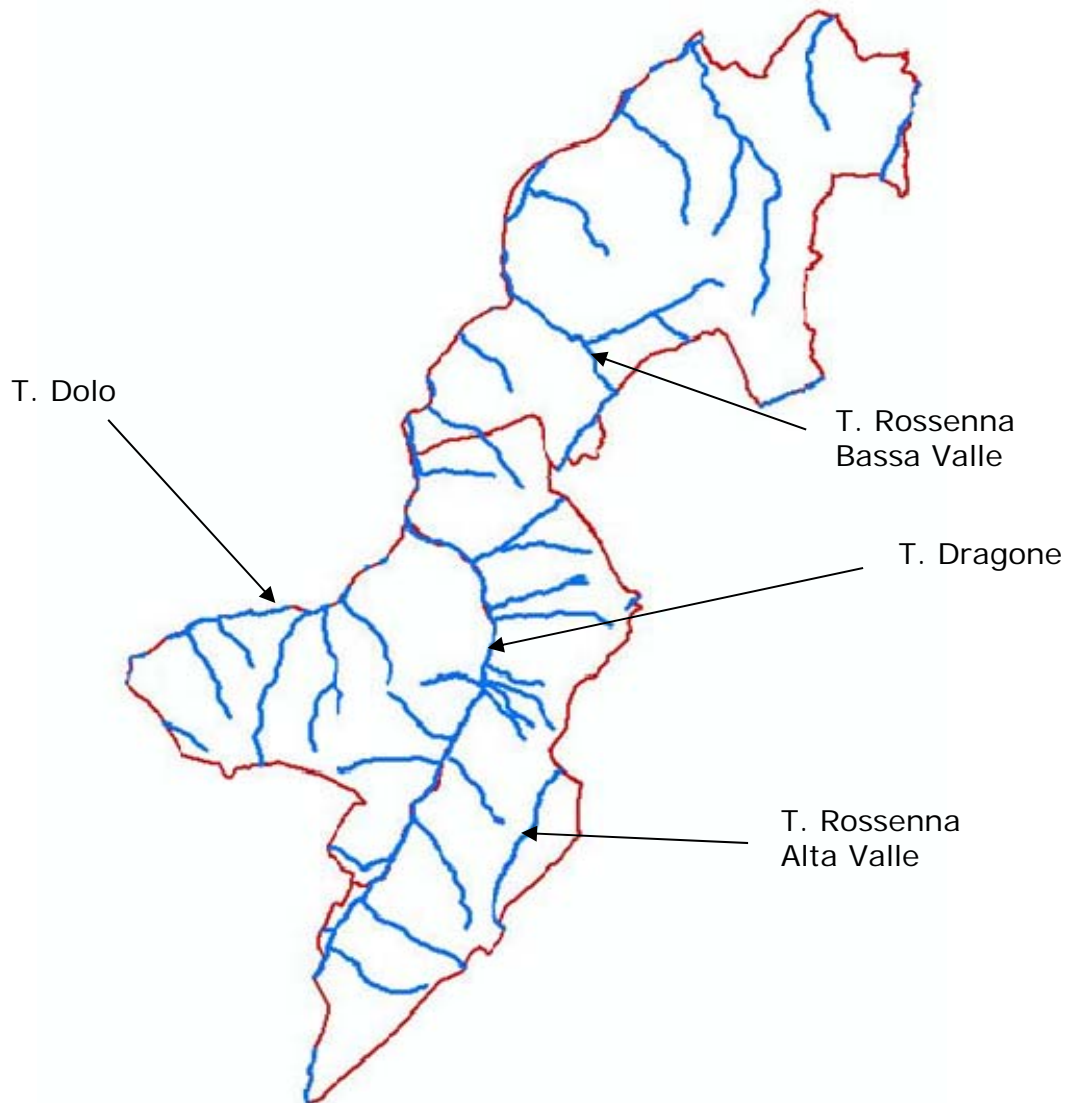 T. Dolo
T. Rossenna
Bassa Valle
T. Dragone
T. Rossenna
Alta Valle